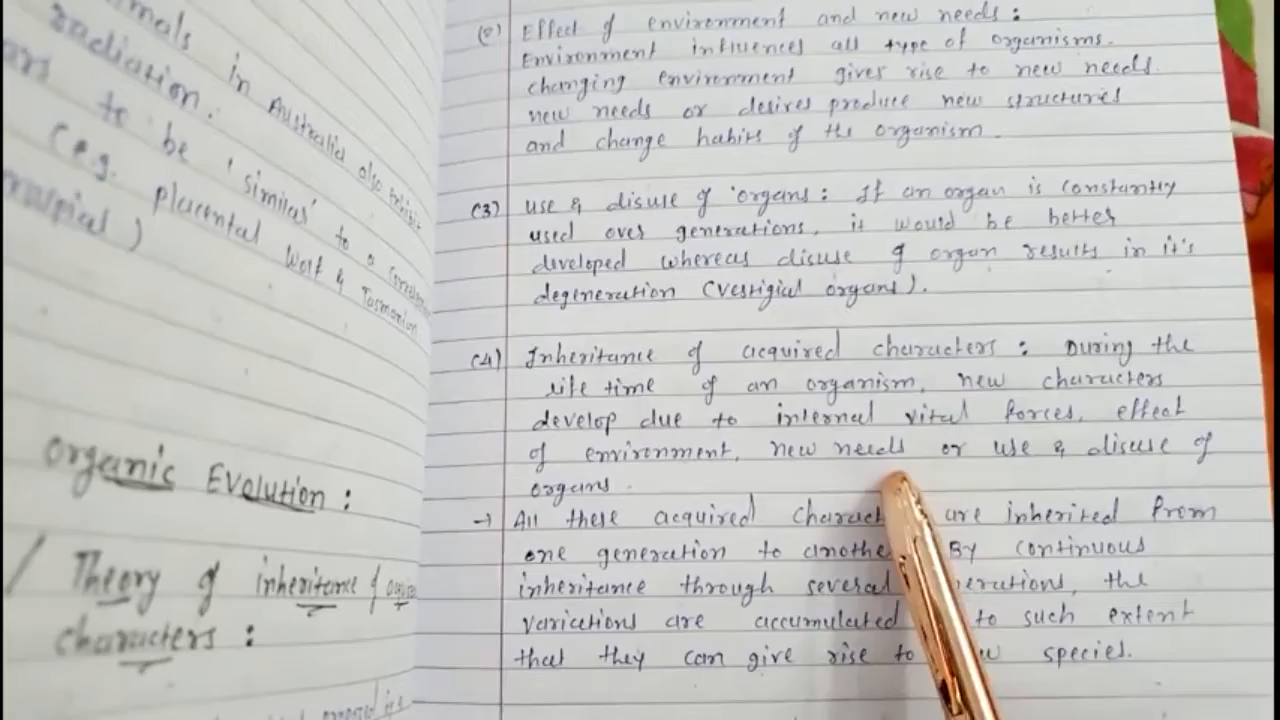 mals in Australia also exhibit
radiation.
to be 'similar' to a
(e.g. placental Wolf & Tasmanian
)
Organic Evolution :
Theory of inheritance of
characters :
(2) Effect of environment and new needs :
Environment influences all type of organisms.
changing environment gives rise to new needs.
new needs or desires produce new structures
and change habits of the organism.
(3) use & disuse of organs : If an organ is constantly
used over generations, it would be better
developed whereas disuse of organ results in it's
degeneration (vestigial organs).
(4) Inheritance of acquired characters : During the
life time of an organism, new characters
develop due to internal vital forces, effect
of environment, new needs or use & disuse of
organs.
→ All these acquired charact are inherited from
one generation to anothe By continuous
inheritance through several erations, the
variations are accumulated to such extent
that they can give rise to w species.